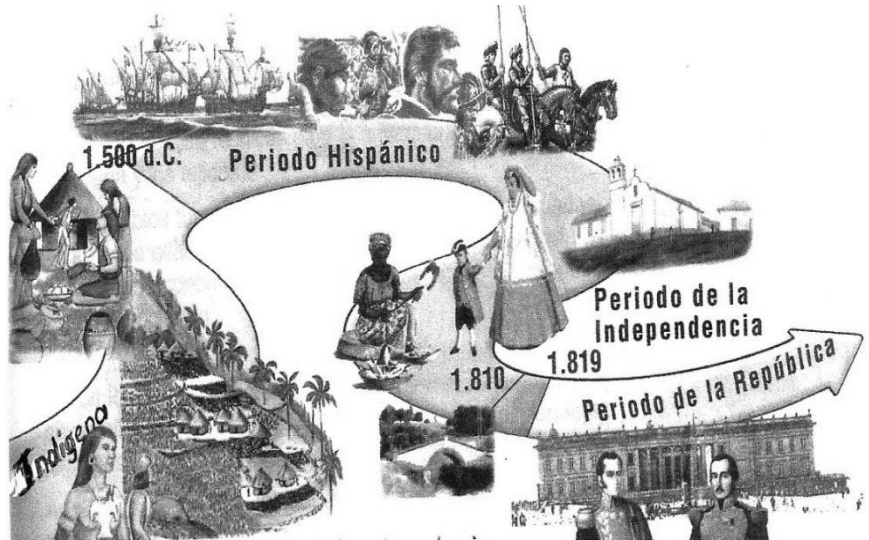 1.500 d.C.
Periodo Hispánico
Periodo de la
Independencia
1.810
1.819
Periodo de la República
Indígena